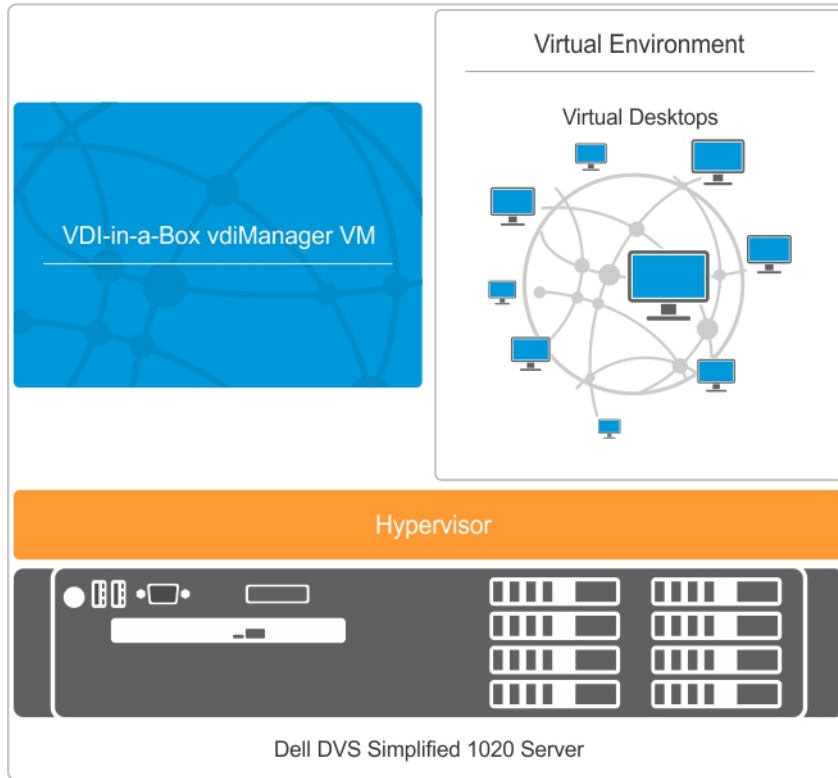 Virtual Environment
Virtual Desktops
VDI-in-a-Box vdiManager VM
Hypervisor
Dell DVS Simplified 1020 Server